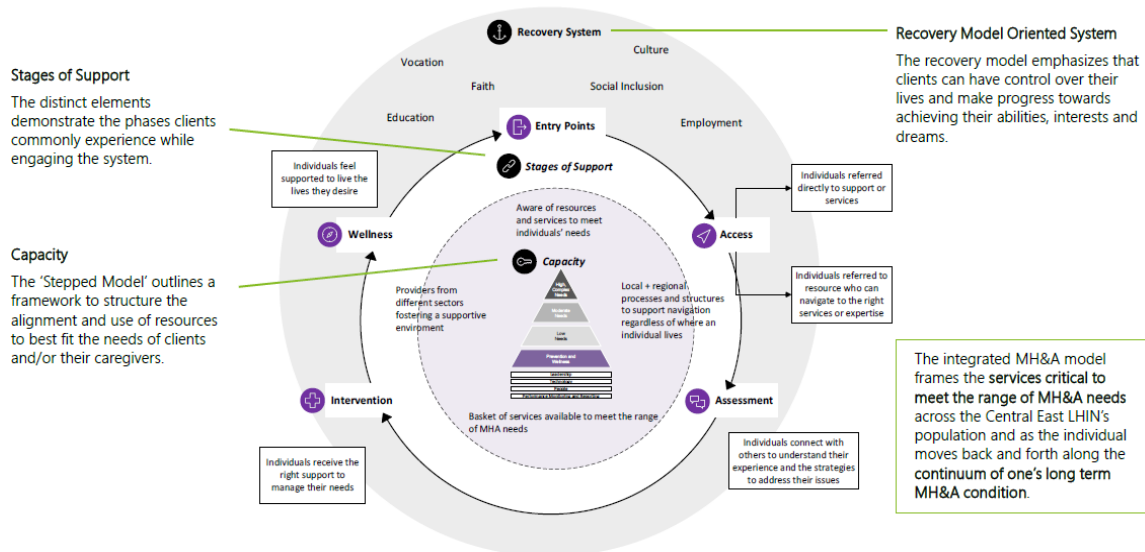 Stages of Support
The distinct elements
demonstrate the phases clients
commonly experience while
engaging the system.
Capacity
The ‘Stepped Model’ outlines a
framework to structure the
alignment and use of resources
to best fit the needs of clients
and/or their caregivers.
Recovery System
Vocation
Culture
Faith
Social Inclusion
Education
Employment
Entry Points
Stages of Support
Individuals feel
supported to live the
lives they desire
Wellness
Access
Aware of resources
and services to meet
individuals’ needs
Capacity
Providers from
different sectors
fostering a supportive
enviroment
Local + regional
processes and structures
to support navigation
regardless of where an
individual lives
High,
Complex
Needs
Moderate
Needs
Low
Needs
Prevention and
Wellness
Leadership
Technology
People
Performance Monitoring and Reporting
Basket of services available to meet the range
of MHA needs
Intervention
Assessment
Individuals receive the
right support to
manage their needs
Individuals connect with
others to understand their
experience and the strategies
to address their issues
Individuals referred
directly to support or
services
Individuals referred to
resource who can
navigate to the right
services or expertise
Recovery Model Oriented System
The recovery model emphasizes that
clients can have control over their
lives and make progress towards
achieving their abilities, interests and
dreams.
The integrated MH&A model
frames the services critical to
meet the range of MH&A needs
across the Central East LHIN’s
population and as the individual
moves back and forth along the
continuum of one’s long term
MH&A condition.